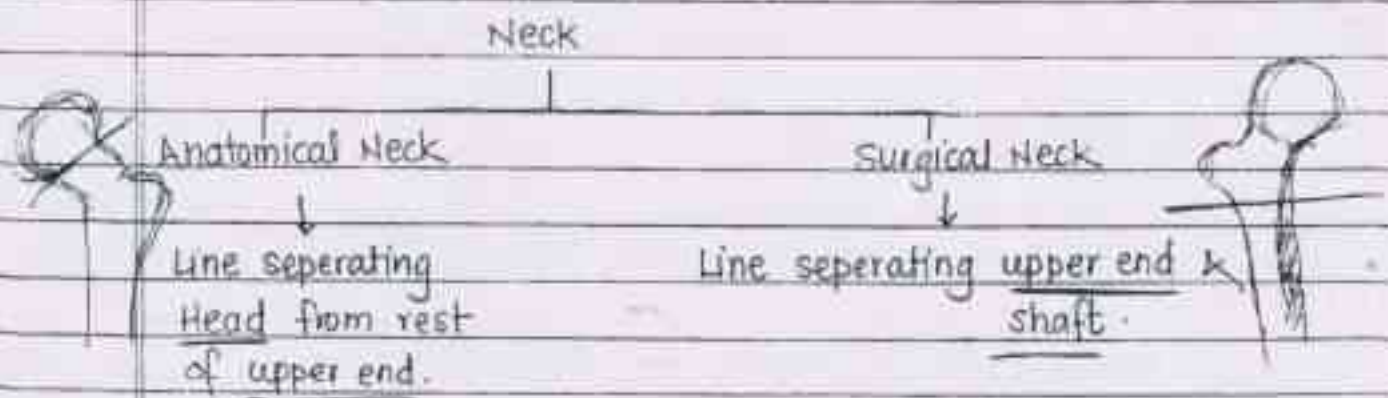 Neck
Anatomical Neck
Surgical Neck
Line seperating
Head from rest
of upper end.
Line seperating upper end &
shaft.